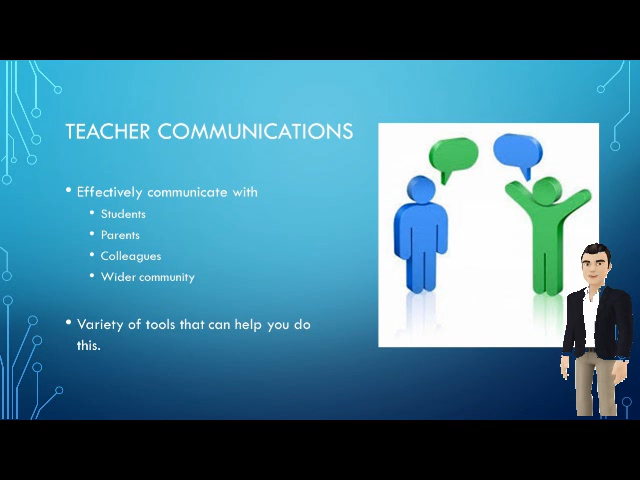 TEACHER COMMUNICATIONS
• Effectively communicate with
• Students
• Parents
• Colleagues
• Wider community
• Variety of tools that can help you do
this.